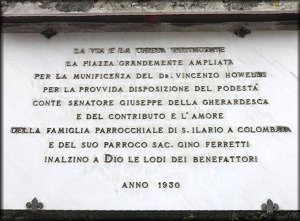 LA VIA E LA CHIESA
LA PIAZZA GRANDEMENTE AMPLIATA
PER LA MUNIFICENZA DEL DR. VINCENZO HOWELLS
PER LA PROVVIDA DISPOSIZIONE DEL PODESTÀ
CONTE SENATORE GIUSEPPE DELLA GHERARDESCA
E DEL CONTRIBUTO E L'AMORE
DELLA FAMIGLIA PARROCCHIALE DI S. ILARIO A COLOMBAIA
E DEL SUO PARROCO SAC. GINO FERRETTI
INALZINO A DIO LE LODI DEI BENEFATTORI
ANNO 1930